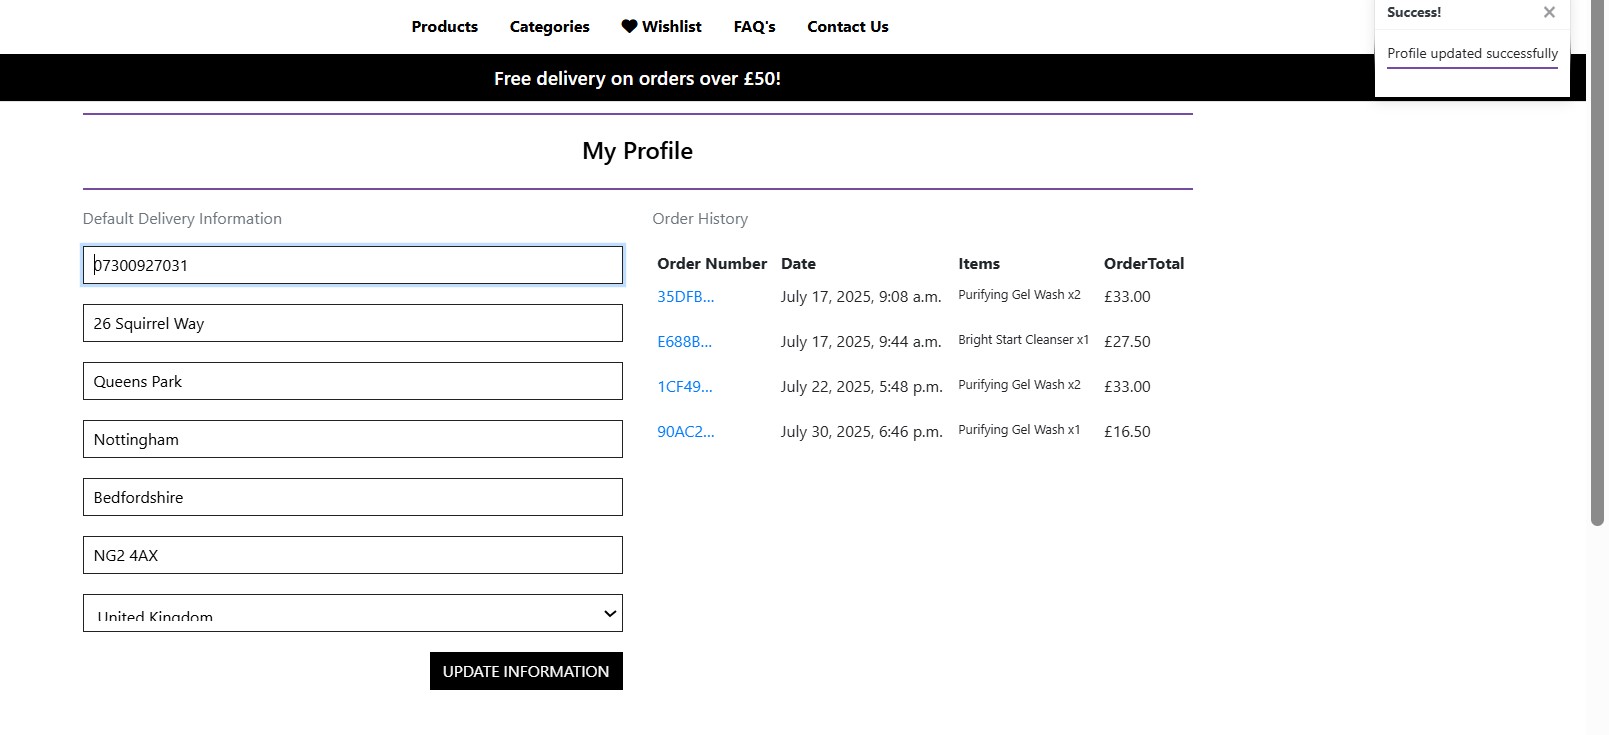 Products Categories Wishlist FAQ's Contact Us
Success! ×
Profile updated successfully
Free delivery on orders over £50!
My Profile
Default Delivery Information
07300927031
26 Squirrel Way
Queens Park
Nottingham
Bedfordshire
NG2 4AX
United Kingdom
UPDATE INFORMATION
Order History
Order Number Date Items OrderTotal
35DFB... July 17, 2025, 9:08 a.m. Purifying Gel Wash x2 £33.00
E688B... July 17, 2025, 9:44 a.m. Bright Start Cleanser x1 £27.50
1CF49... July 22, 2025, 5:48 p.m. Purifying Gel Wash x2 £33.00
90AC2... July 30, 2025, 6:46 p.m. Purifying Gel Wash x1 £16.50